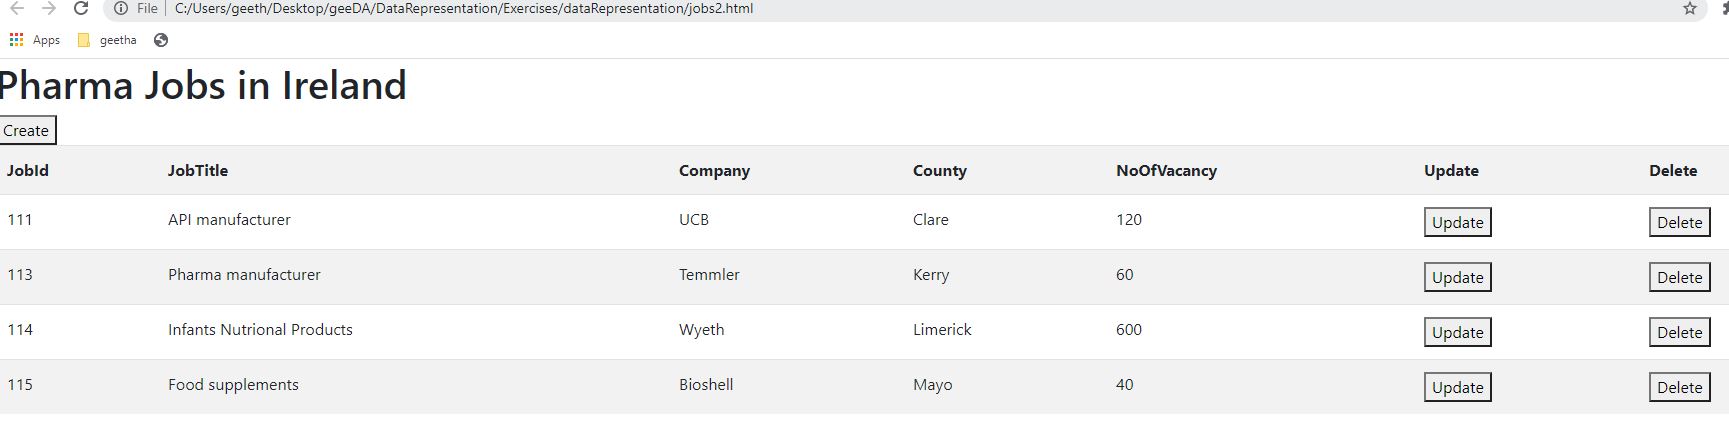 File | C:/Users/geeth/Desktop/geeDA/DataRepresentation/Exercises/dataRepresentation/jobs2.html
Apps geetha
Pharma Jobs in Ireland
Create
JobId JobTitle Company County NoOfVacancy Update Delete
111 API manufacturer UCB Clare 120 Update Delete
113 Pharma manufacturer Temmler Kerry 60 Update Delete
114 Infants Nutrional Products Wyeth Limerick 600 Update Delete
115 Food supplements Bioshell Mayo 40 Update Delete